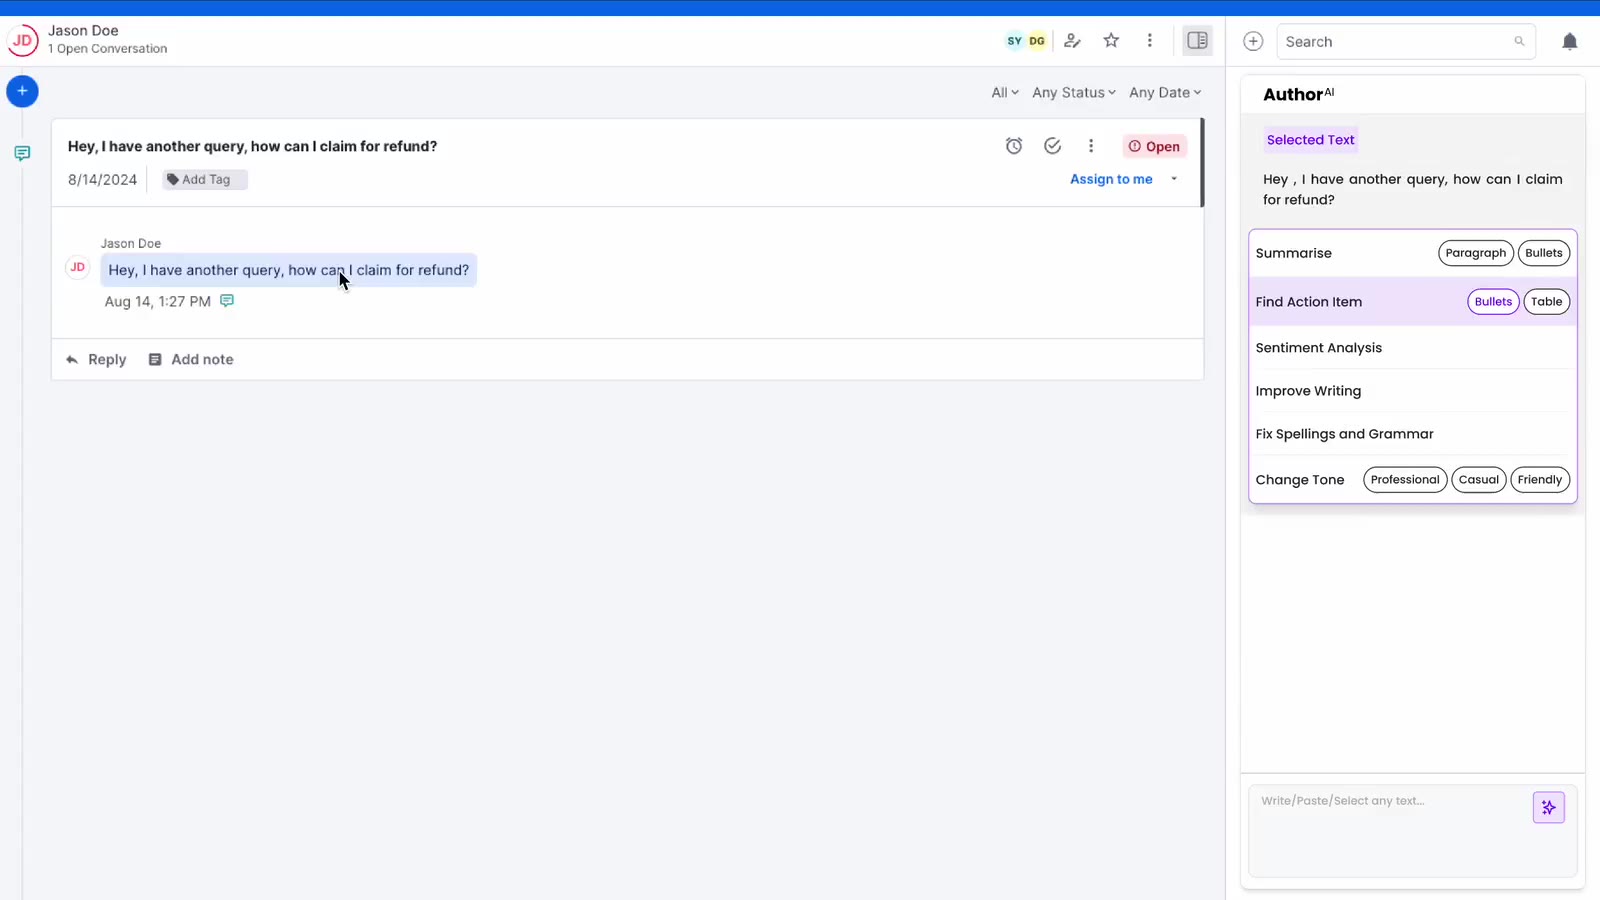 JD
Jason Doe
1 Open Conversation
SY DG
Search
All Any Status Any Date
Hey, I have another query, how can I claim for refund?
Open
8/14/2024 Add Tag
Assign to me
Jason Doe
JD
Hey, I have another query, how can I claim for refund?
Aug 14, 1:27 PM
Reply Add note
AuthorAI
Selected Text
Hey , I have another query, how can I claim
for refund?
Summarise Paragraph Bullets
Find Action Item Bullets Table
Sentiment Analysis
Improve Writing
Fix Spellings and Grammar
Change Tone Professional Casual Friendly
Write/Paste/Select any text...